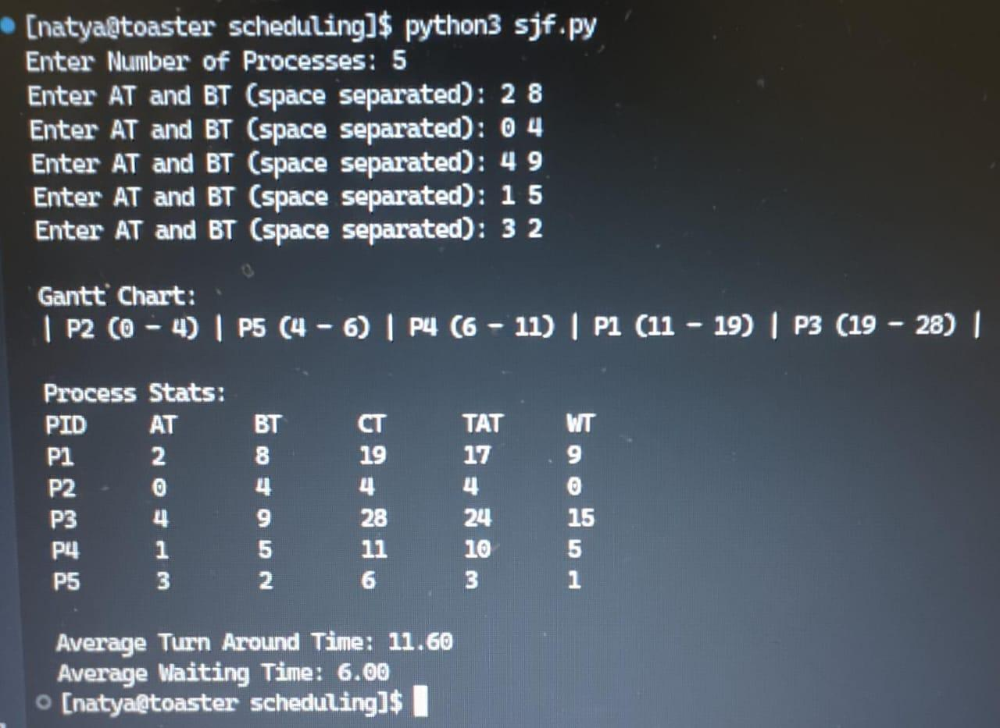 [natya@toaster scheduling]$ python3 sjf.py
Enter Number of Processes: 5
Enter AT and BT (space separated): 2 8
Enter AT and BT (space separated): 0 4
Enter AT and BT (space separated): 4 9
Enter AT and BT (space separated): 1 5
Enter AT and BT (space separated): 3 2
Gantt Chart:
| P2 (0 - 4) | P5 (4 - 6) | P4 (6 - 11) | P1 (11 - 19) | P3 (19 - 28) |
Process Stats:
PID AT BT CT TAT WT
P1 2 8 19 17 9
P2 0 4 4 4 0
P3 4 9 28 24 15
P4 1 5 11 10 5
P5 3 2 6 3 1
Average Turn Around Time: 11.60
Average Waiting Time: 6.00
[natya@toaster scheduling]$